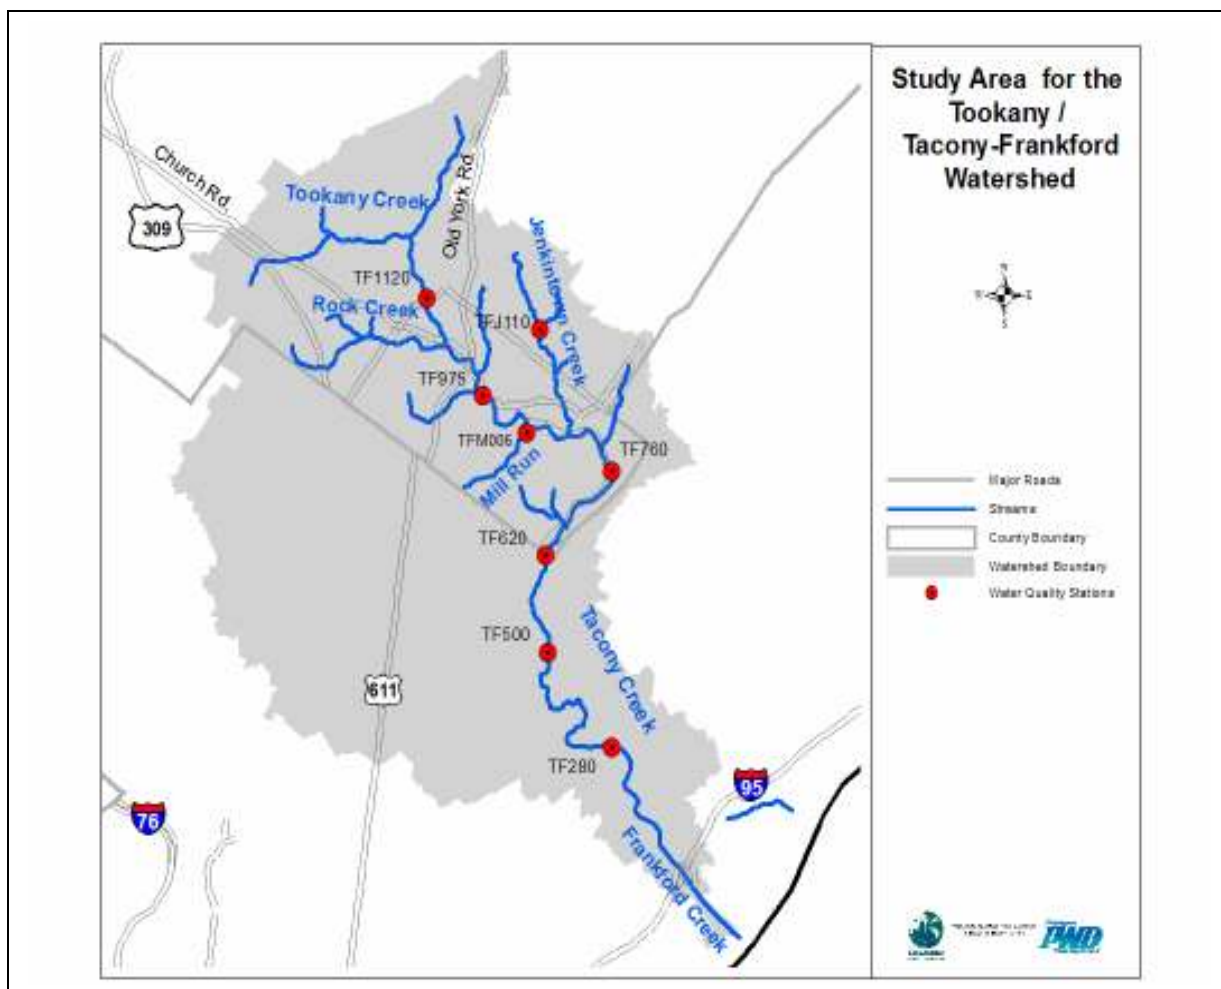 Study Area for the
Tookany /
Tacony-Frankford
Watershed
N
W
E
S
Major Roads
Streams
County Boundary
Watershed Boundary
Water Quality Stations
PWD
Church Rd.
309
Tookany Creek
Old York Rd.
Jenkintown Creek
TF1120
Rock Creek
TFJ110
TF975
TFM006
TF760
Mill Run
TF620
TF500
Tacony Creek
611
TF280
95
76
Frankford Creek